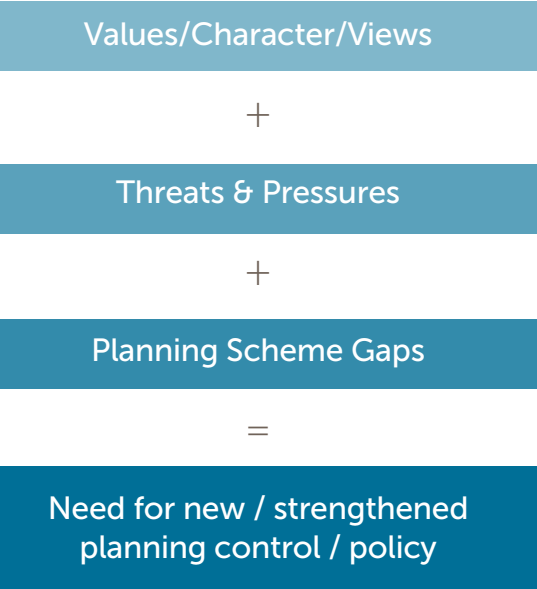 Values/Character/Views
+
Threats & Pressures
+
Planning Scheme Gaps
=
Need for new / strengthened
planning control / policy